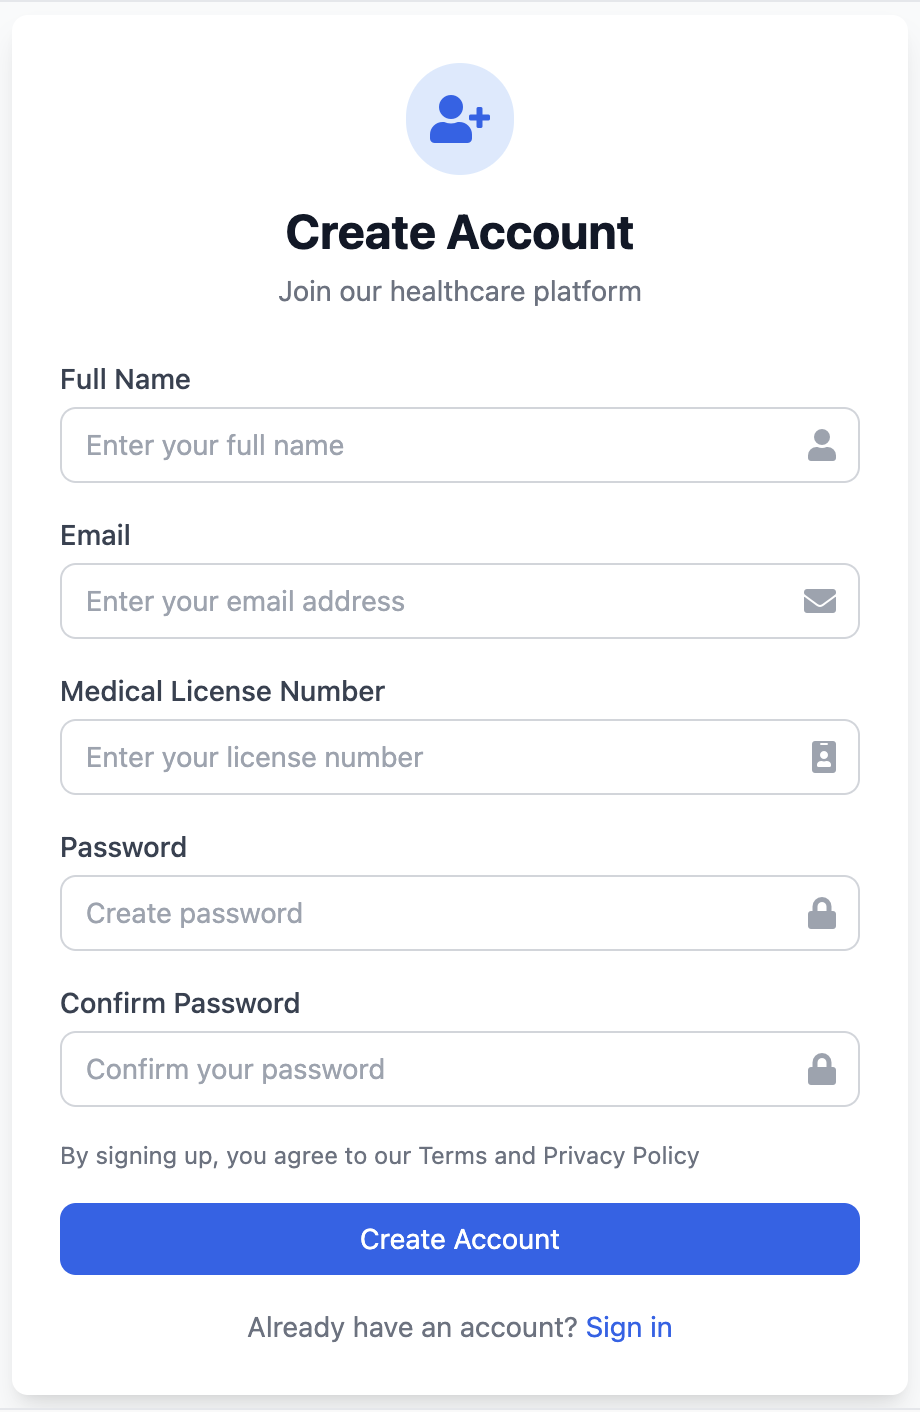 Create Account
Join our healthcare platform
Full Name
Enter your full name
Email
Enter your email address
Medical License Number
Enter your license number
Password
Create password
Confirm Password
Confirm your password
By signing up, you agree to our Terms and Privacy Policy
Create Account
Already have an account? Sign in